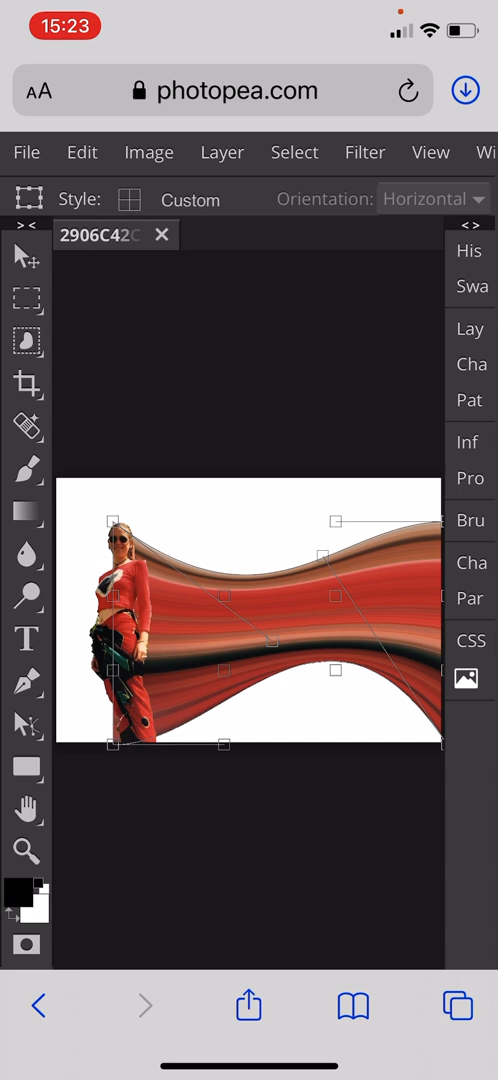 15:23
AA photopea.com
File Edit Image Layer Select Filter View Wi
Style: Custom Orientation: Horizontal
> < < >
2906C42C
His
Swa
Lay
Cha
Pat
Inf
Pro
Bru
Cha
Par
CSS
T